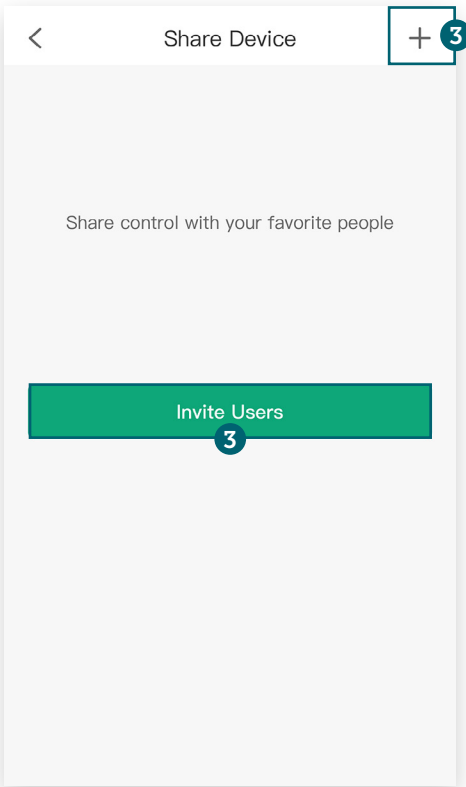 Share Device
3
Share control with your favorite people
Invite Users
3